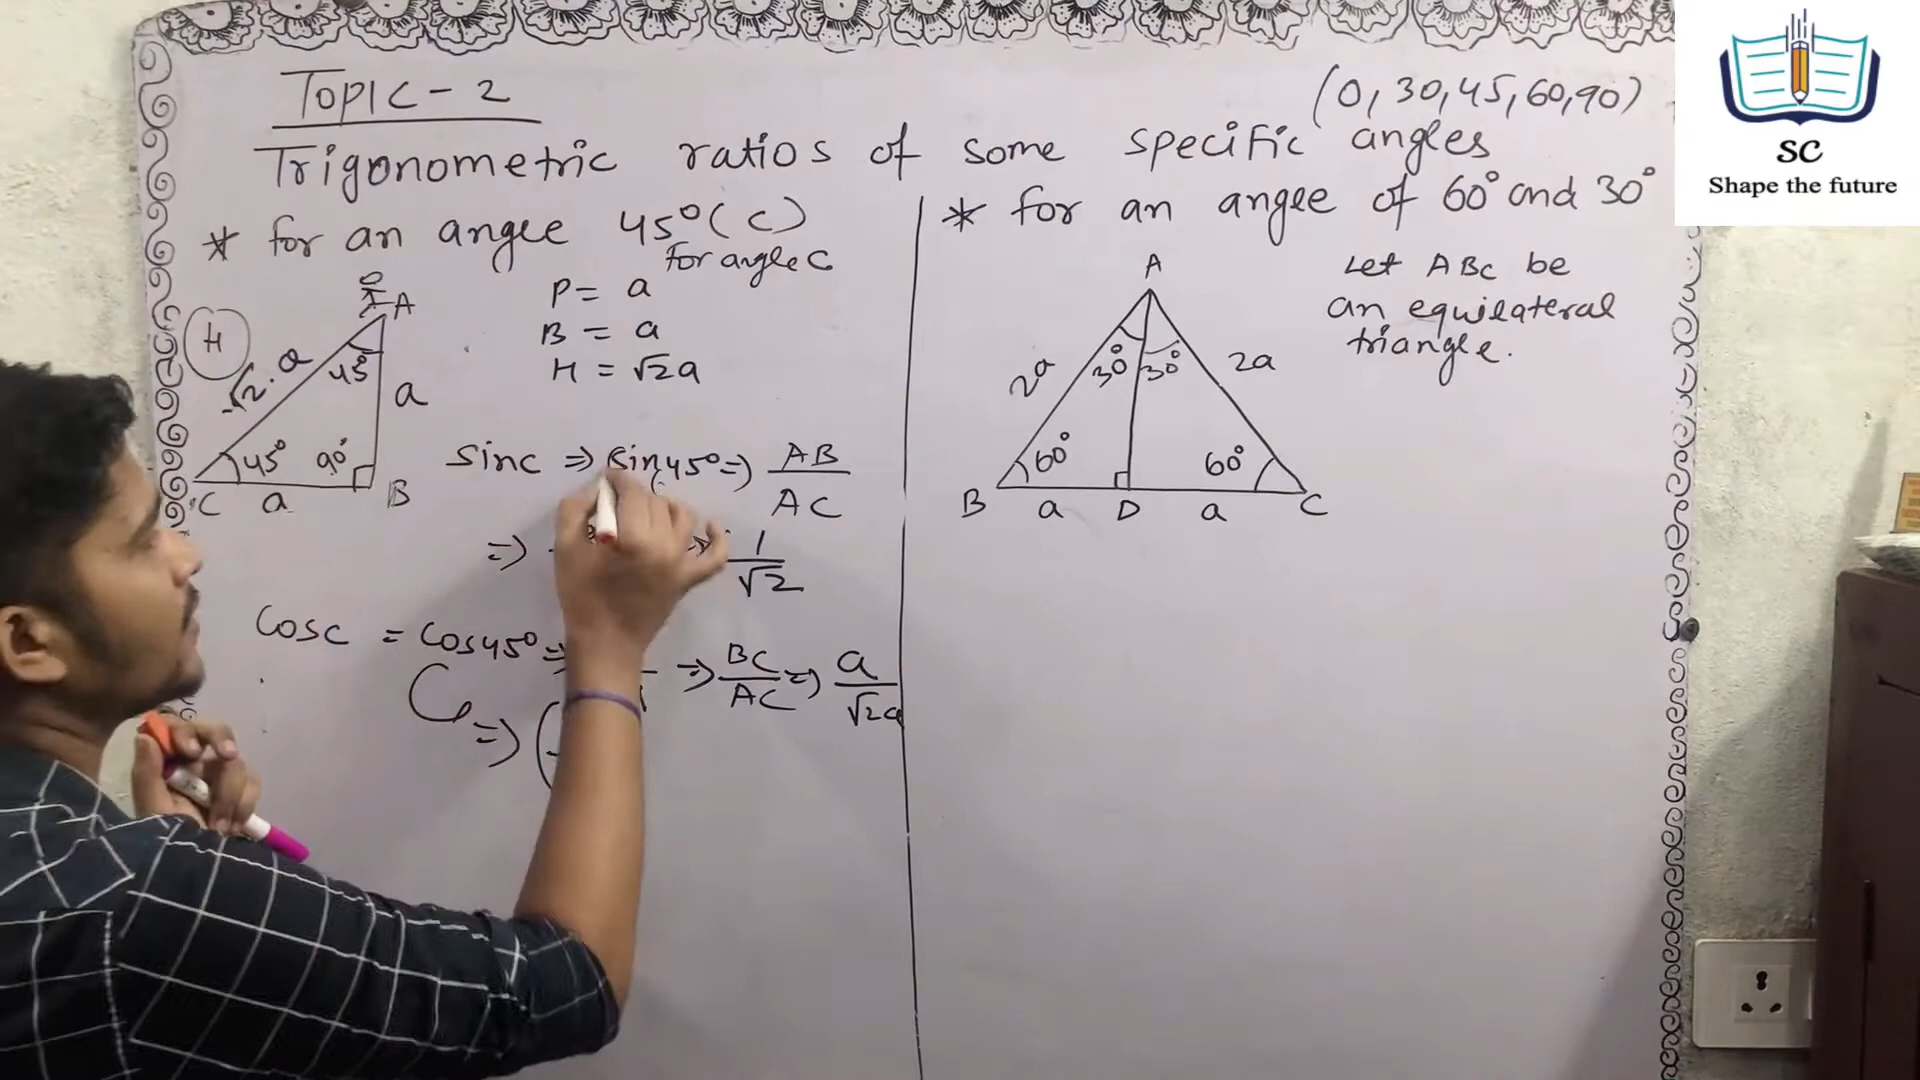 TOPIC - 2
(0, 30, 45, 60, 90)
Trigonometric ratios of some specific angles
* for an angle 45° (C)
for angle C
P = a
B = a
H = √2a
H
A
√2 . a
45°
a
45°
90°
C
a
B
sinc ⇒ sin45° ⇒ AB / AC
⇒ 1 / √2
Cosc = Cos45° ⇒
⇒ BC / AC ⇒ a / √2a
⇒ (
* for an angle of 60° and 30°
Let ABC be
an equilateral
triangle.
A
2a
30°
30°
2a
60°
60°
B
a
D
a
C
SC
Shape the future